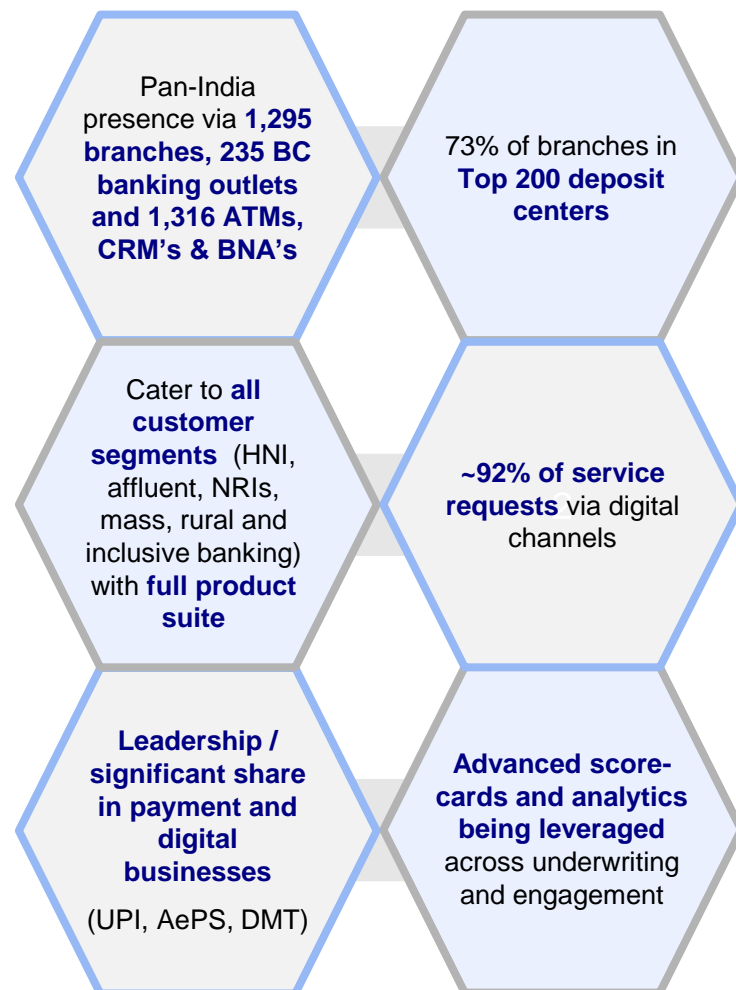 Pan-India
presence via 1,295
branches, 235 BC
banking outlets
and 1,316 ATMs,
CRM's & BNA's
73% of branches in
Top 200 deposit
centers
Cater to all
customer
segments (HNI,
affluent, NRIs,
mass, rural and
inclusive banking)
with full product
suite
~92% of service
requests via digital
channels
Leadership /
significant share
in payment and
digital
businesses
(UPI, AePS, DMT)
Advanced score-
cards and analytics
being leveraged
across underwriting
and engagement